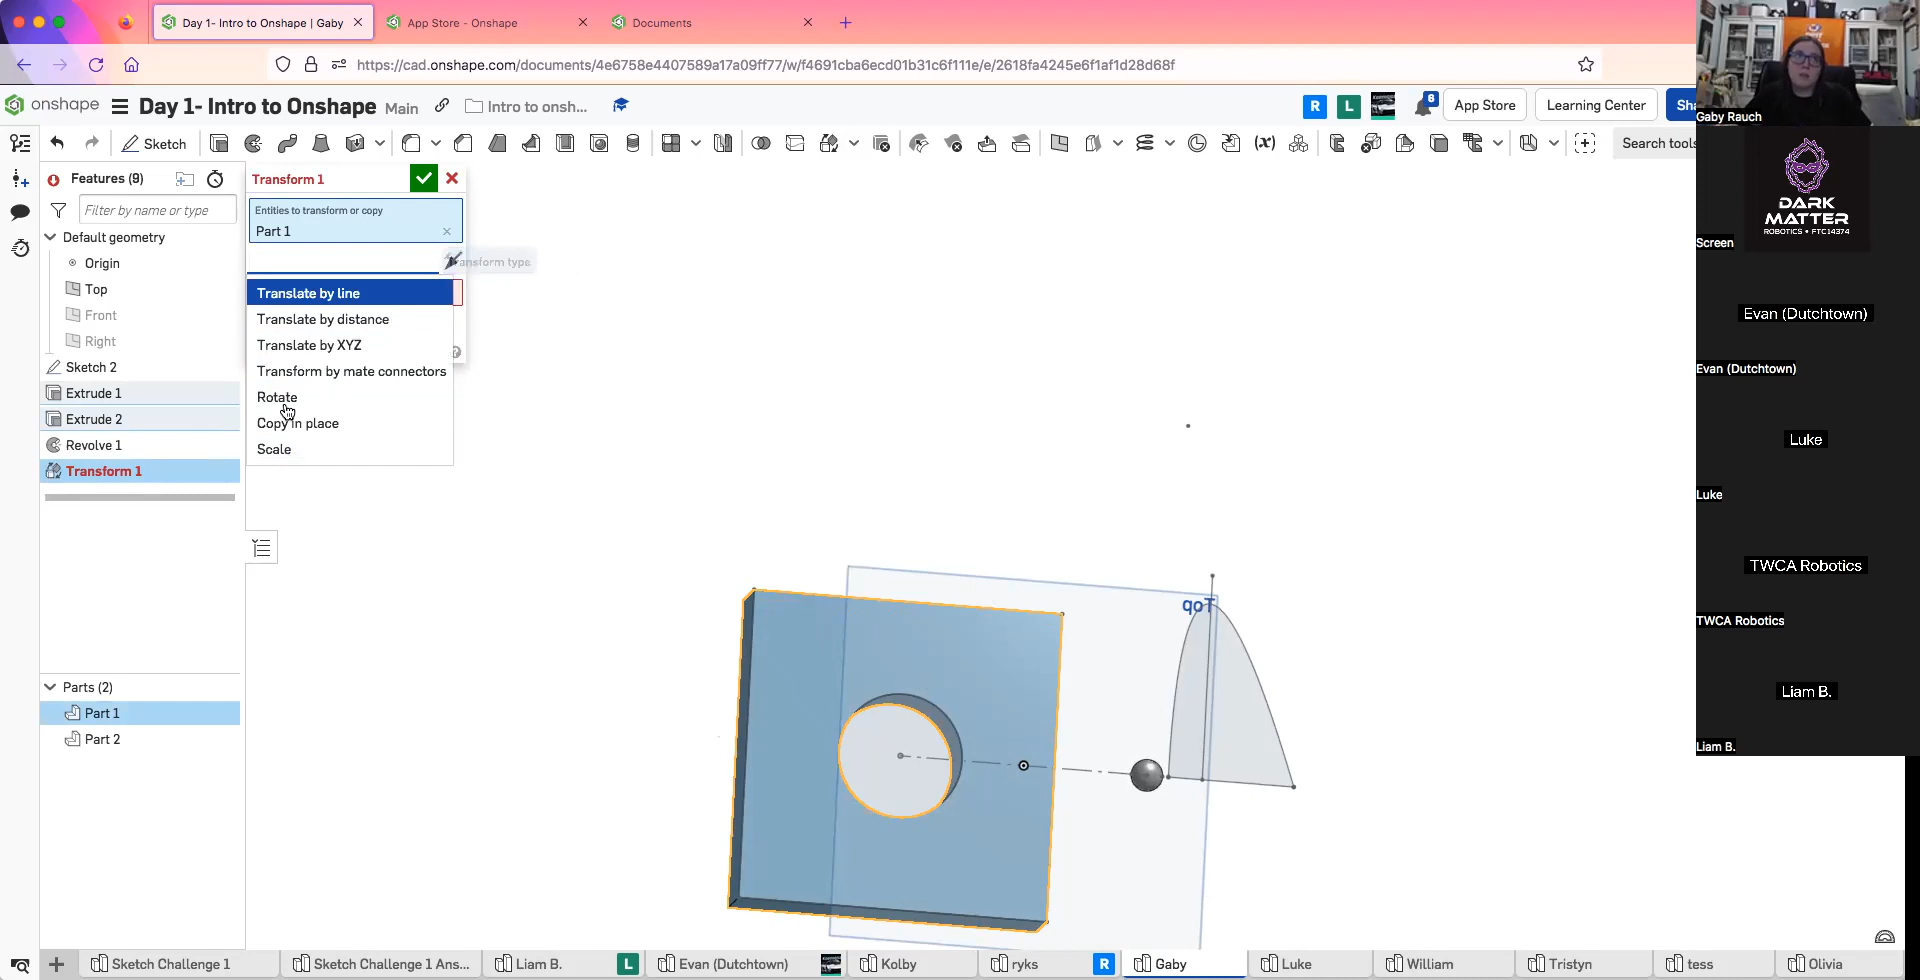 Day 1- Intro to Onshape | Gaby
App Store - Onshape
Documents
https://cad.onshape.com/documents/4e6758e4407589a17a09ff77/w/f4691cba6ecd01b31c6f111e/e/2618fa4245e6f1af1d28d68f
onshape
Day 1- Intro to Onshape
Main
Intro to onsh...
R
L
8
App Store
Learning Center
Sha
Sketch
(x)
Search tools
Features (9)
Filter by name or type
Default geometry
Origin
Top
Front
Right
Sketch 2
Extrude 1
Extrude 2
Revolve 1
Transform 1
Parts (2)
Part 1
Part 2
Transform 1
Entities to transform or copy
Part 1
ansform type
Translate by line
Translate by distance
Translate by XYZ
Transform by mate connectors
Rotate
Copy in place
Scale
Top
Gaby Rauch
DARK
MATTER
ROBOTICS • FTC14374
Screen
Evan (Dutchtown)
Evan (Dutchtown)
Luke
Luke
TWCA Robotics
TWCA Robotics
Liam B.
Liam B.
Sketch Challenge 1
Sketch Challenge 1 Ans...
Liam B.
L
Evan (Dutchtown)
Kolby
R
ryks
Gaby
Luke
William
Tristyn
tess
Olivia